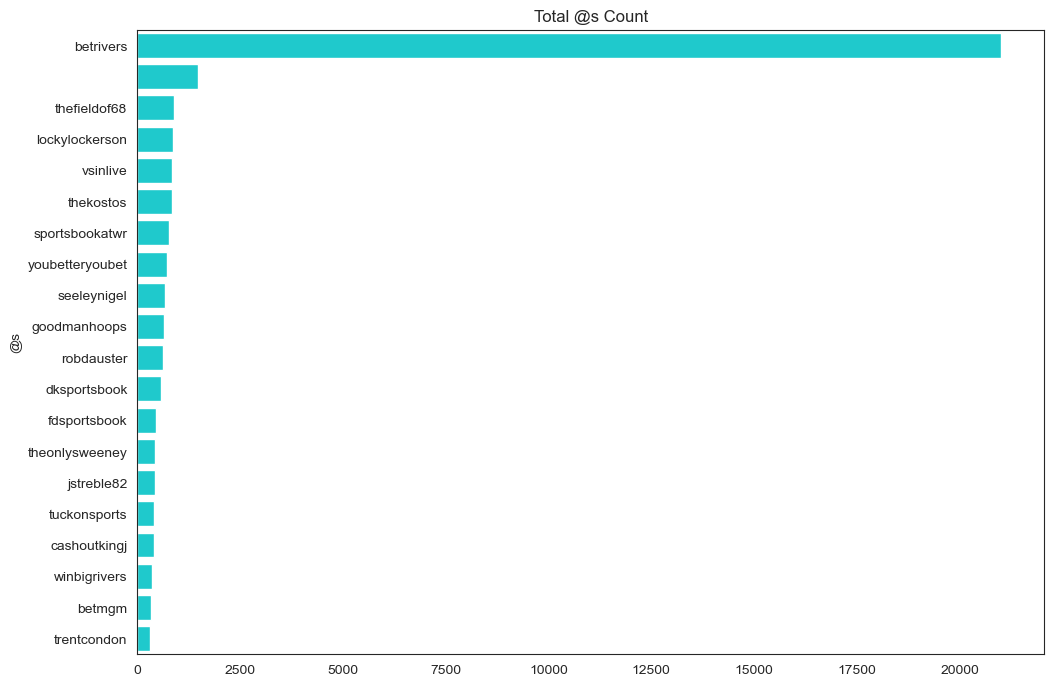 Total @s Count
betrivers
thefieldof68
lockylockerson
vsinlive
thekostos
sportsbookatwr
youbetteryoubet
seeleynigel
goodmanhoops
@s
robdauster
dksportsbook
fdsportsbook
theonlysweeney
jstreble82
tuckonsports
cashoutkingj
winbigrivers
betmgm
trentcondon
0 2500 5000 7500 10000 12500 15000 17500 20000